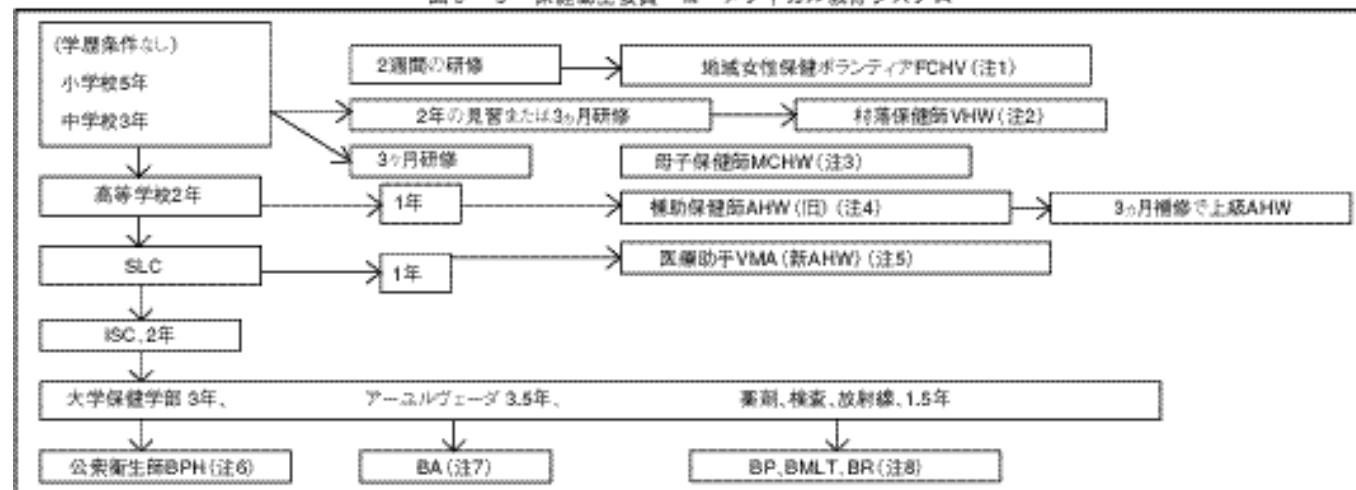 (学歴条件なし)
小学校5年
中学校3年
2週間の研修
地域女性保健ボランティアFCHV(注1)
2年の見習または3ヵ月研修
村落保健師VHW(注2)
3ヶ月研修
母子保健師MCHW(注3)
高等学校2年
1年
補助保健師AHW(旧)(注4)
3ヵ月補修で上級AHW
SLC
1年
医療助手VMA(新AHW)(注5)
ISC、2年
大学保健学部 3年、 アーユルヴェーダ 3.5年、 薬剤、検査、放射線、1.5年
公衆衛生師BPH(注6)
BA(注7)
BP、BMLT、BR(注8)